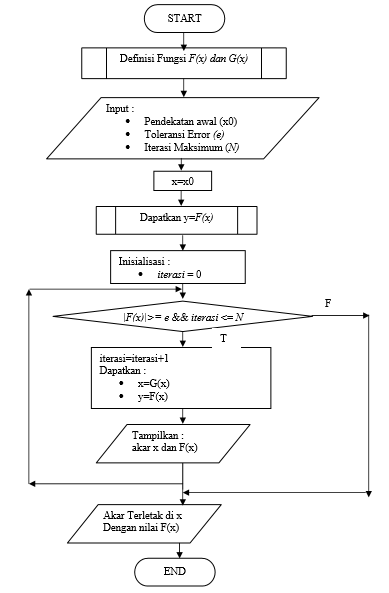 START
Definisi Fungsi F(x) dan G(x)
Input :
• Pendekatan awal (x0)
• Toleransi Error (e)
• Iterasi Maksimum (N)
x=x0
Dapatkan y=F(x)
Inisialisasi :
• iterasi = 0
|F(x)|>= e && iterasi <= N
F
T
iterasi=iterasi+1
Dapatkan :
• x=G(x)
• y=F(x)
Tampilkan :
akar x dan F(x)
Akar Terletak di x
Dengan nilai F(x)
END